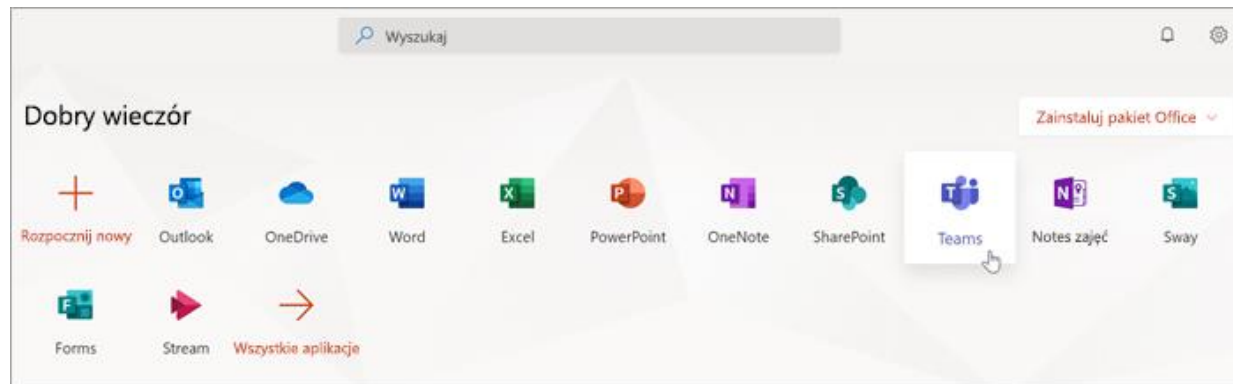 Wyszukaj
Dobry wieczór
Zainstaluj pakiet Office
Rozpocznij nowy
Outlook
OneDrive
Word
Excel
PowerPoint
OneNote
SharePoint
Teams
Notes zajęć
Sway
Forms
Stream
Wszystkie aplikacje